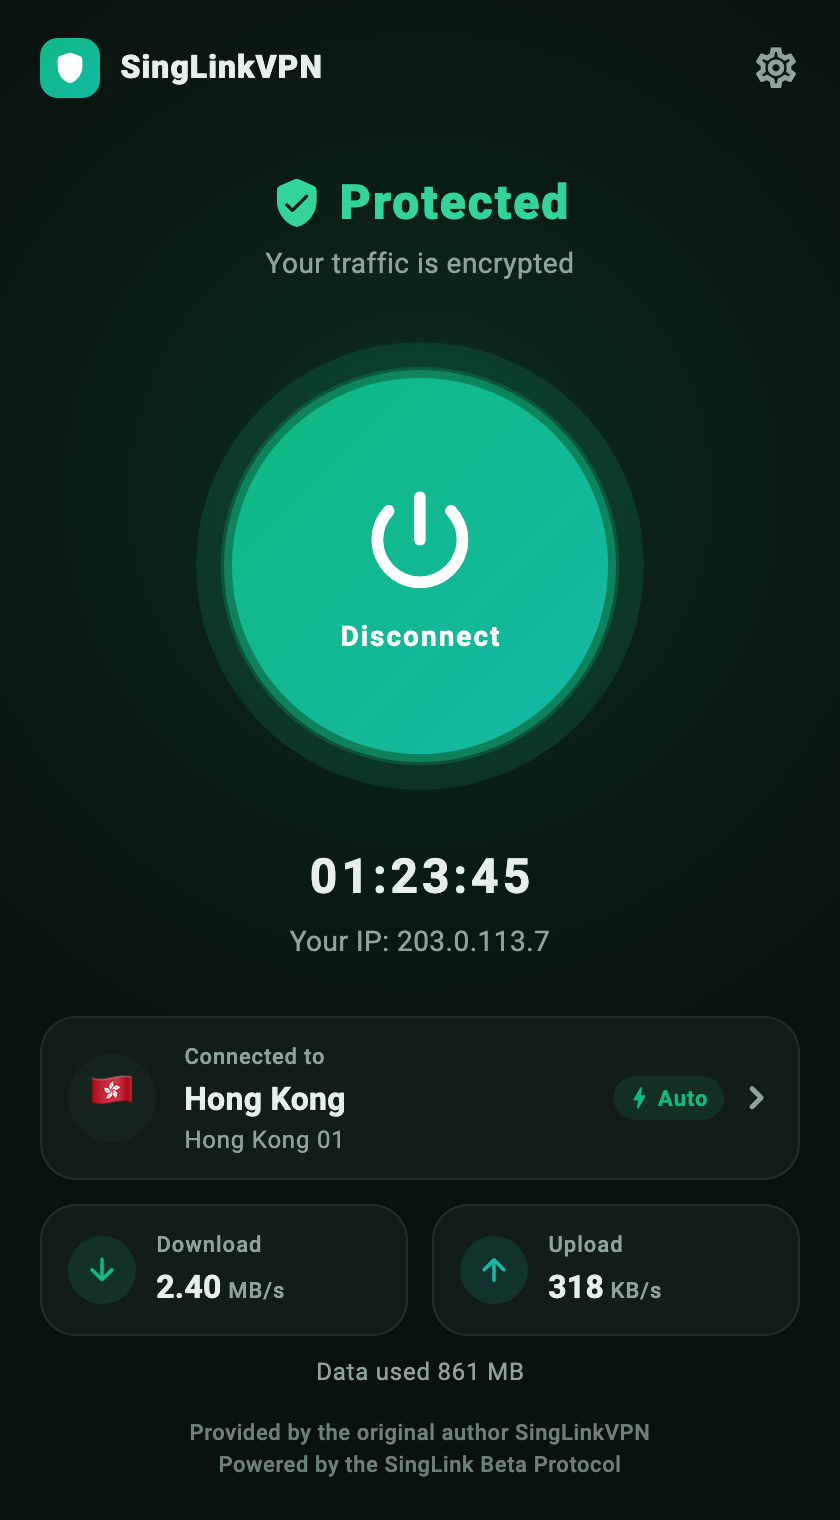 SingLinkVPN
Protected
Your traffic is encrypted
Disconnect
01:23:45
Your IP: 203.0.113.7
Connected to
Hong Kong
Hong Kong 01
Auto
Download
2.40 MB/s
Upload
318 KB/s
Data used 861 MB
Provided by the original author SingLinkVPN
Powered by the SingLink Beta Protocol